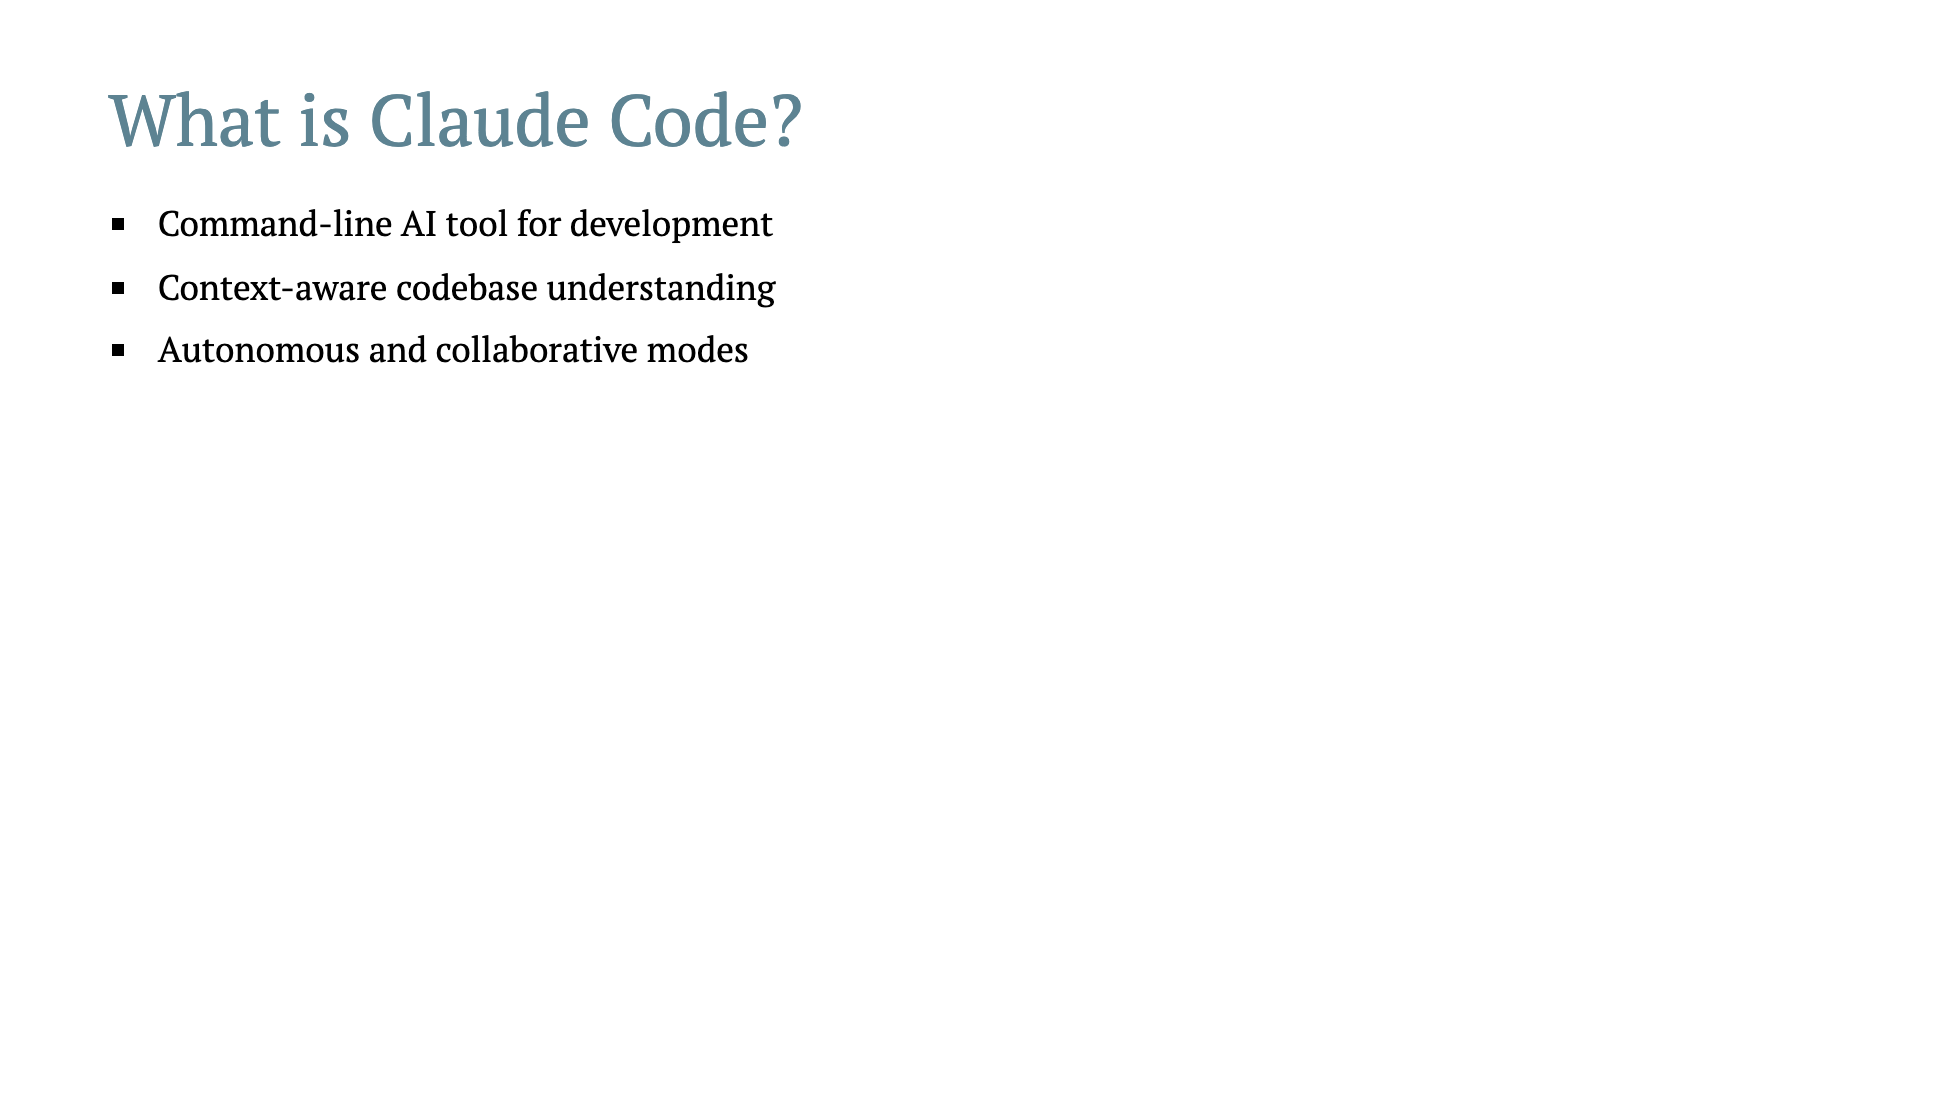 What is Claude Code?
▪ Command-line AI tool for development
▪ Context-aware codebase understanding
▪ Autonomous and collaborative modes